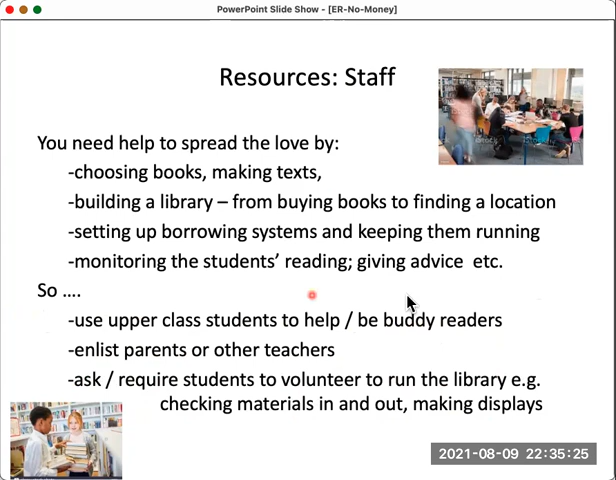 PowerPoint Slide Show - [ER-No-Money]
Resources: Staff
You need help to spread the love by:
-choosing books, making texts,
-building a library – from buying books to finding a location
-setting up borrowing systems and keeping them running
-monitoring the students’ reading; giving advice  etc.
So ….
-use upper class students to help / be buddy readers
-enlist parents or other teachers
-ask / require students to volunteer to run the library e.g.
checking materials in and out, making displays
2021-08-09 22:35:25